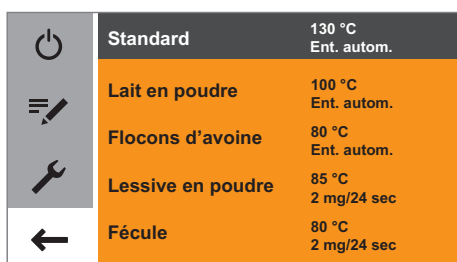 Standard
130 °C
Ent. autom.
Lait en poudre
100 °C
Ent. autom.
Flocons d’avoine
80 °C
Ent. autom.
Lessive en poudre
85 °C
2 mg/24 sec
Fécule
80 °C
2 mg/24 sec